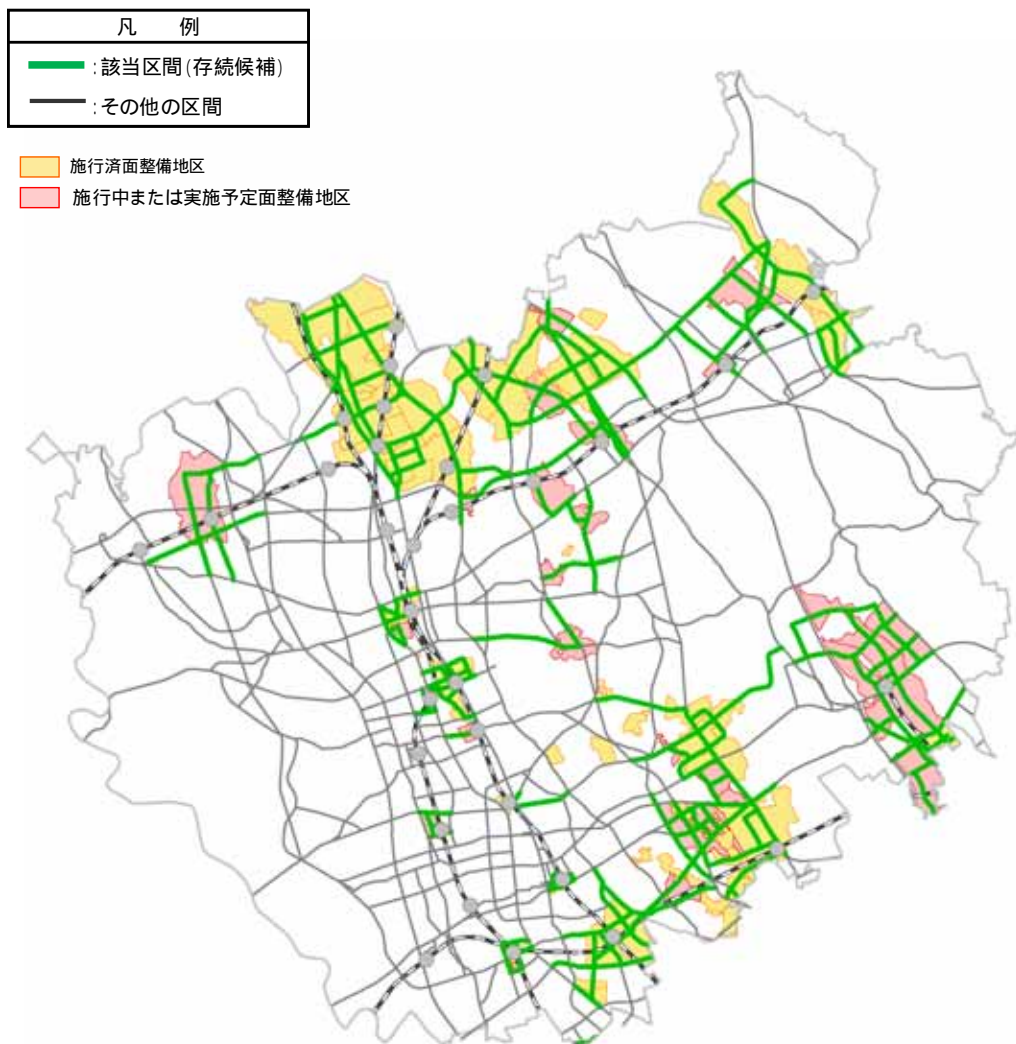 凡　例
:該当区間(存続候補)
:その他の区間
施行済面整備地区
施行中または実施予定面整備地区